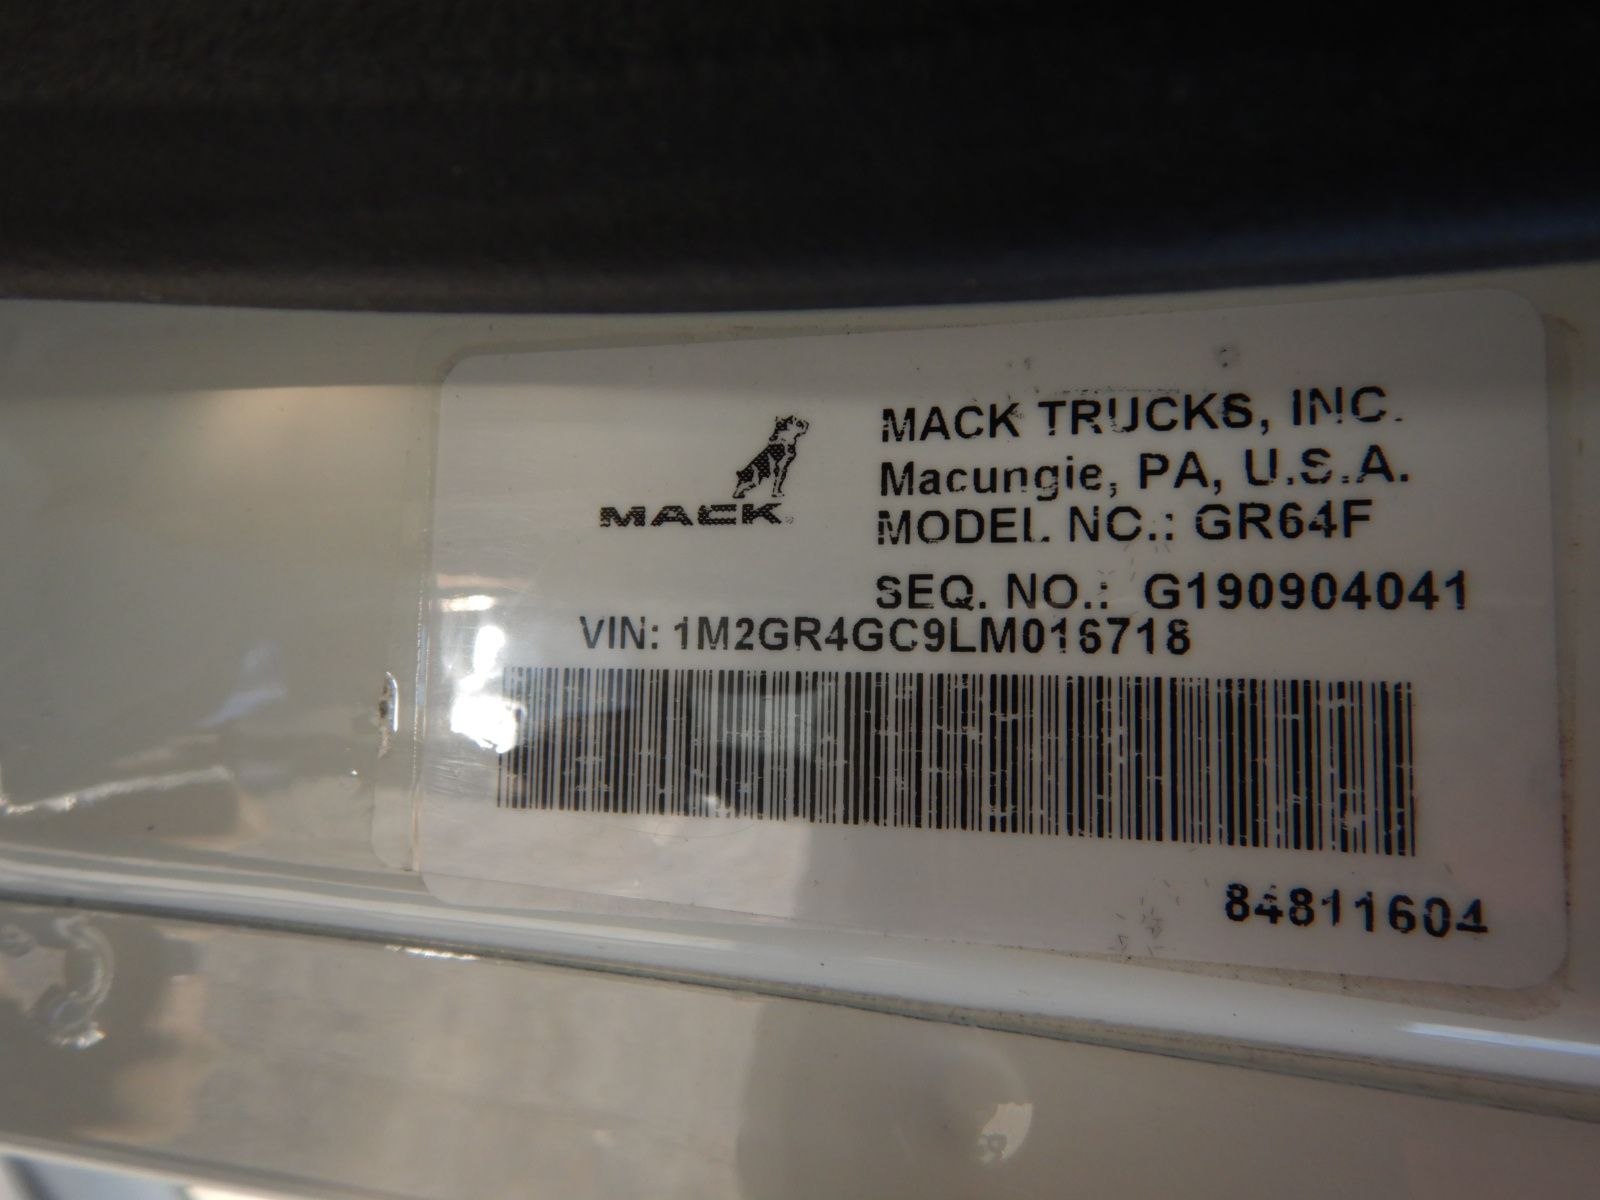 MACK
MACK TRUCKS, INC.
Macungie, PA, U.S.A.
MODEL NO.: GR64F
SEQ. NO.: G190904041
VIN: 1M2GR4GC9LM016718
84811604